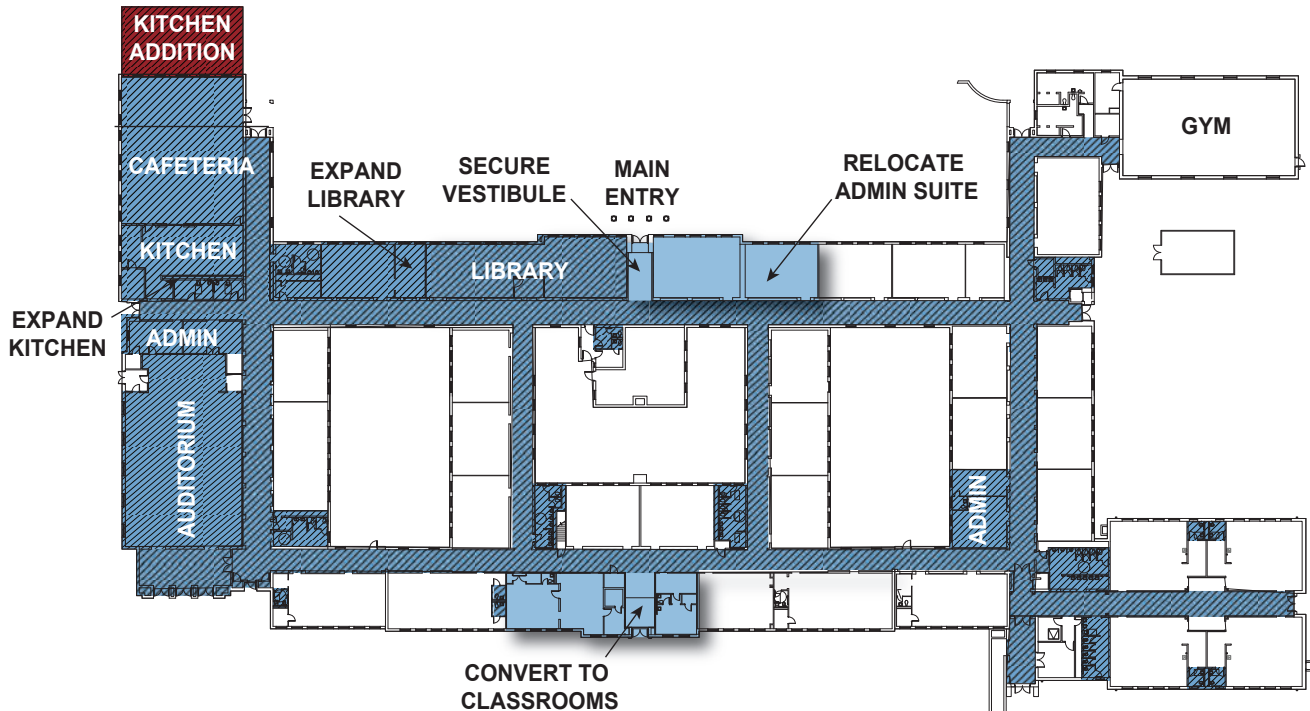 KITCHEN
ADDITION
GYM
CAFETERIA
EXPAND
LIBRARY
SECURE
VESTIBULE
MAIN
ENTRY
RELOCATE
ADMIN SUITE
KITCHEN
LIBRARY
EXPAND
KITCHEN
ADMIN
AUDITORIUM
ADMIN
CONVERT TO
CLASSROOMS